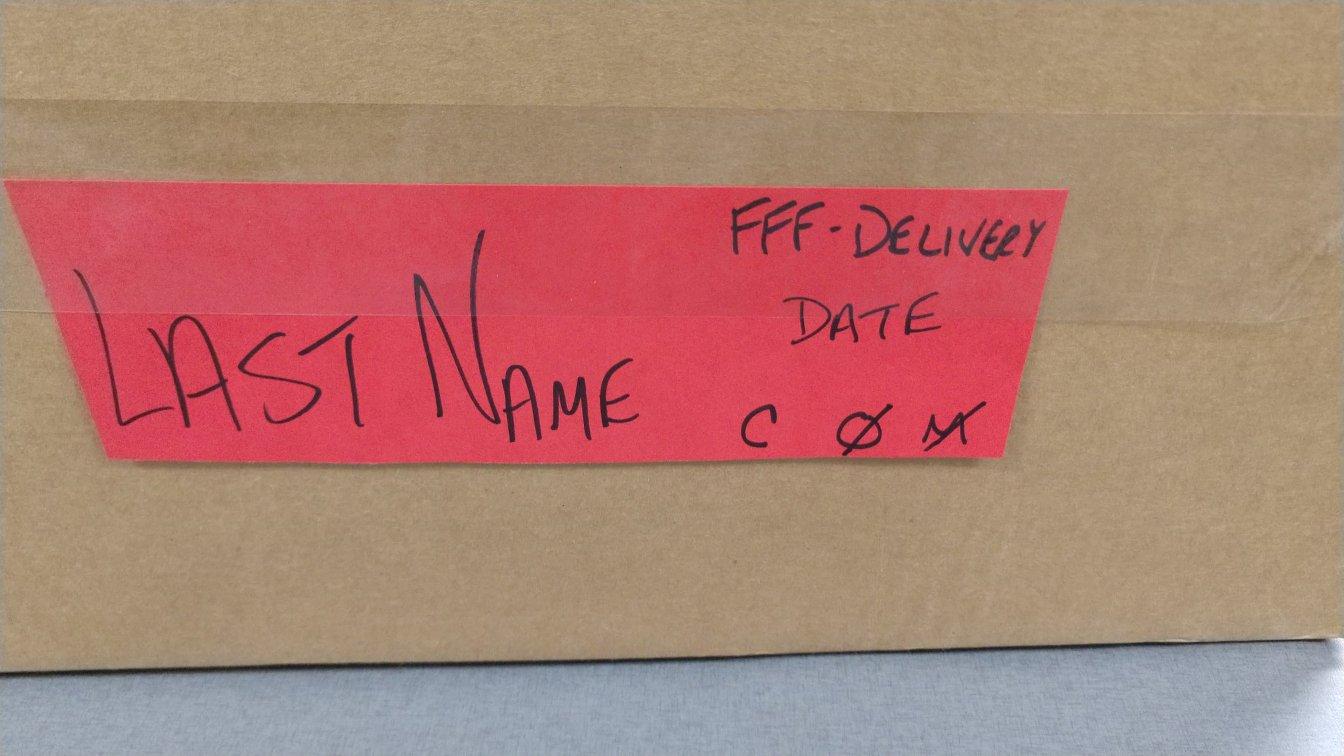 LAST NAME
FFF-DELIVERY
DATE
C Ø M